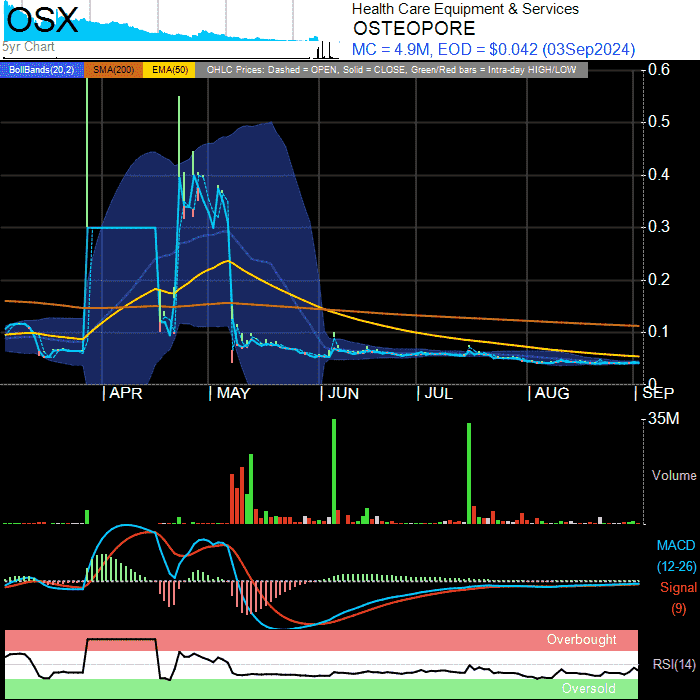 OSX
5yr Chart
Health Care Equipment & Services
OSTEOPORE
MC = 4.9M, EOD = $0.042 (03Sep2024)
BollBands(20,2) SMA(200) EMA(50) OHLC Prices: Dashed = OPEN, Solid = CLOSE, Green/Red bars = Intra-day HIGH/LOW
0.6
0.5
0.4
0.3
0.2
0.1
0
APR MAY JUN JUL AUG SEP
35M
Volume
MACD
(12-26)
Signal
(9)
Overbought
RSI(14)
Oversold